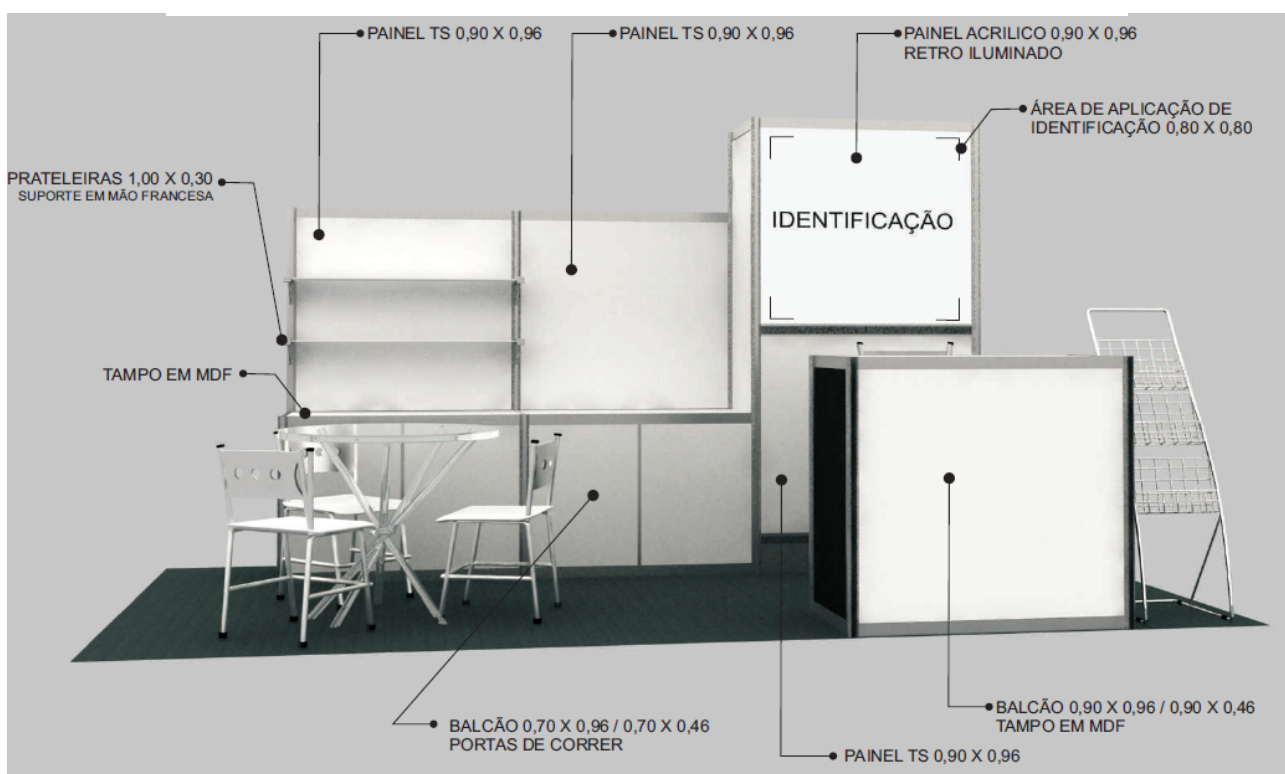 PAINEL TS 0,90 X 0,96
PAINEL TS 0,90 X 0,96
PAINEL ACRILICO 0,90 X 0,96
RETRO ILUMINADO
ÁREA DE APLICAÇÃO DE
IDENTIFICAÇÃO 0,80 X 0,80
PRATELEIRAS 1,00 X 0,30
SUPORTE EM MÃO FRANCESA
IDENTIFICAÇÃO
TAMPO EM MDF
BALCÃO 0,70 X 0,96 / 0,70 X 0,46
PORTAS DE CORRER
BALCÃO 0,90 X 0,96 / 0,90 X 0,46
TAMPO EM MDF
PAINEL TS 0,90 X 0,96